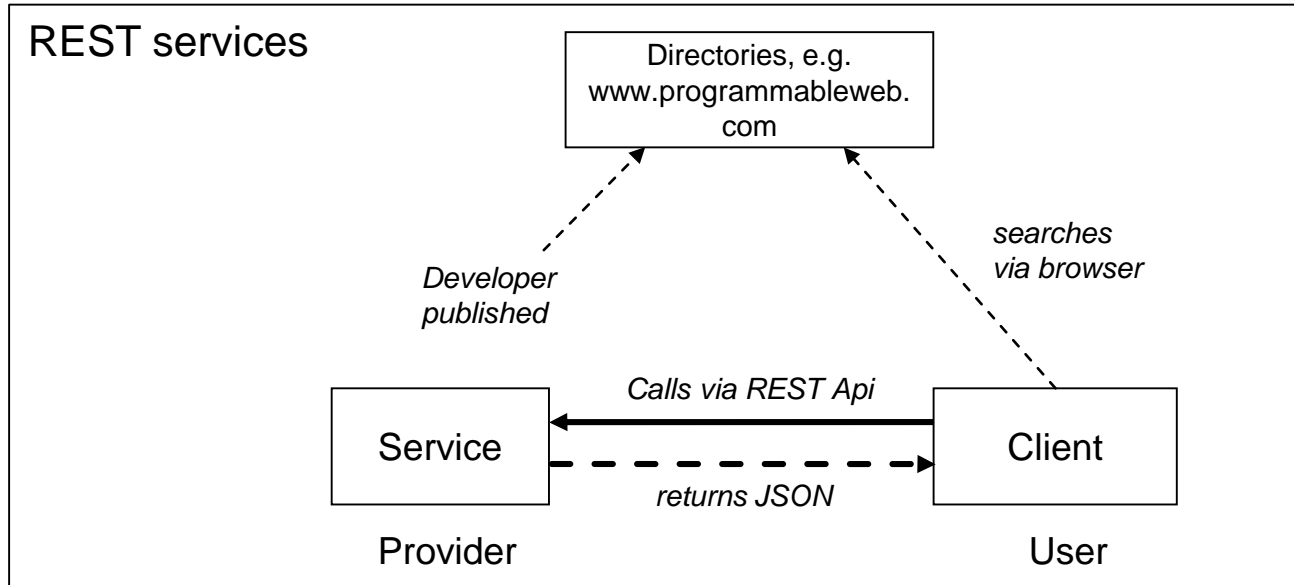 REST services
Directories, e.g.
www.programmableweb.
com
searches
via browser
Developer
published
Calls via REST Api
Service
Client
returns JSON
Provider
User